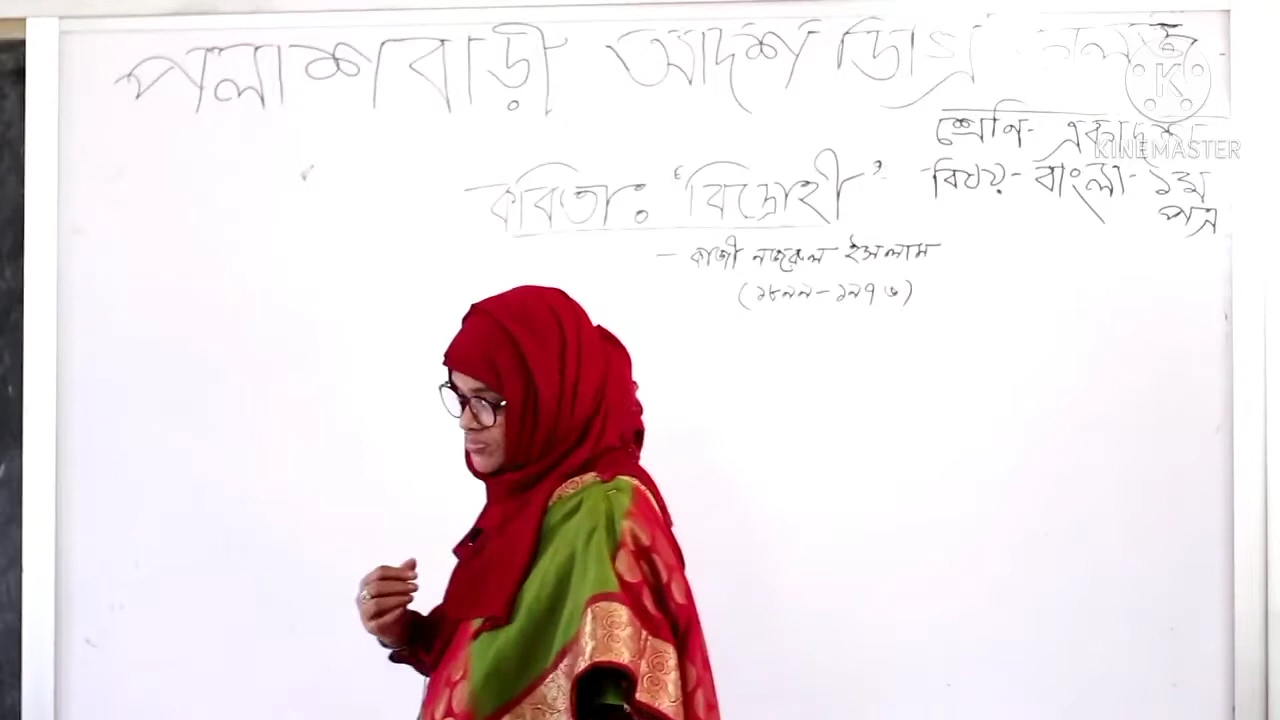 পলাশবাড়ী আদর্শ ডিগ্রি কলেজ
শ্রেণি- একাদশ
বিষয়- বাংলা- ১ম
পত্র
কবিতাঃ 'বিদ্রোহী'
- কাজী নজরুল ইসলাম
(১৮৯৯-১৯৭৬)
K
KINEMASTER